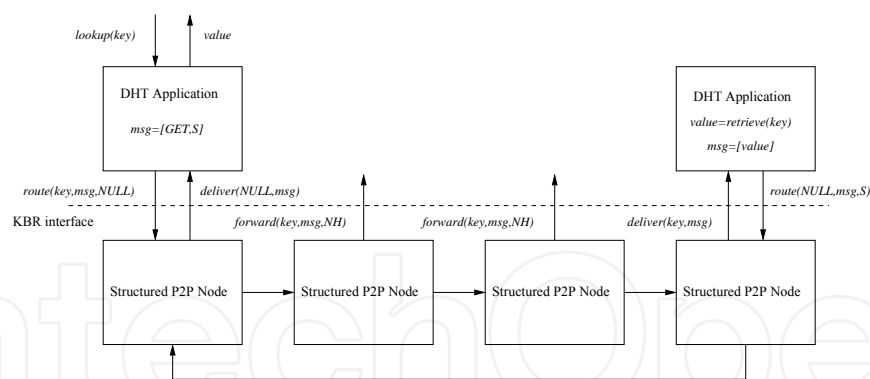 lookup(key)
value
DHT Application
msg=[GET,S]
DHT Application
value=retrieve(key)
msg=[value]
route(key,msg,NULL)
deliver(NULL,msg)
route(NULL,msg,S)
KBR interface
forward(key,msg,NH)
forward(key,msg,NH)
deliver(key,msg)
Structured P2P Node
Structured P2P Node
Structured P2P Node
Structured P2P Node
ntechOpe